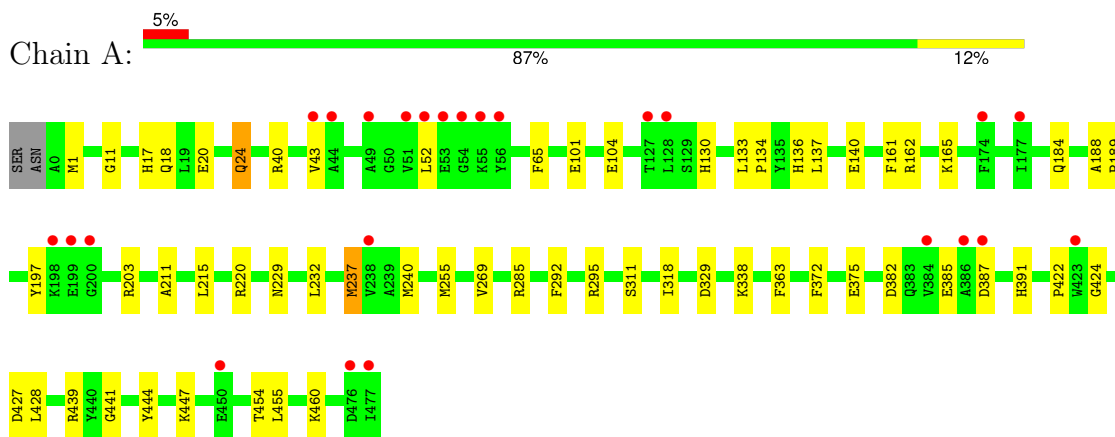 5%
Chain A:
87% 12%
SER ASN A0 M1 G11 H17 Q18 L19 E20 Q24 R40 V43 A44 A49 G50 V51 L52 E53 G54 K55 Y56 F65 E101 E104 T127 L128 S129 H130 L133 P134 Y135 H136 L137 E140 F161 R162 K165 F174 I177 Q184 A188
Y197 K198 E199 G200 R203 A211 L215 R220 N229 L232 M237 V238 A239 M240 M255 V269 R285 F292 R295 S311 I318 D329 K338 F363 F372 E375 D382 Q383 V384 E385 A386 D387 H391 P422 W423 G424
D427 L428 R439 Y440 G441 Y444 K447 E450 T454 L455 K460 D476 I477